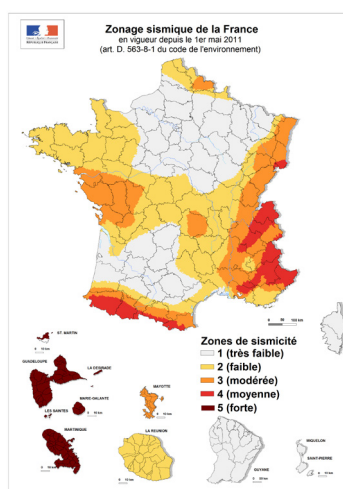 Zonage sismique de la France
en vigueur depuis le 1er mai 2011
(art. D. 563-8-1 du code de l'environnement)
Zones de sismicité
1 (très faible)
2 (faible)
3 (modérée)
4 (moyenne)
5 (forte)
ST. MARTIN
GUADELOUPE
LA DESIRADE
MARIE-GALANTE
LES SAINTES
MARTINIQUE
MAYOTTE
LA REUNION
GUYANE
MIQUELON
SAINT-PIERRE